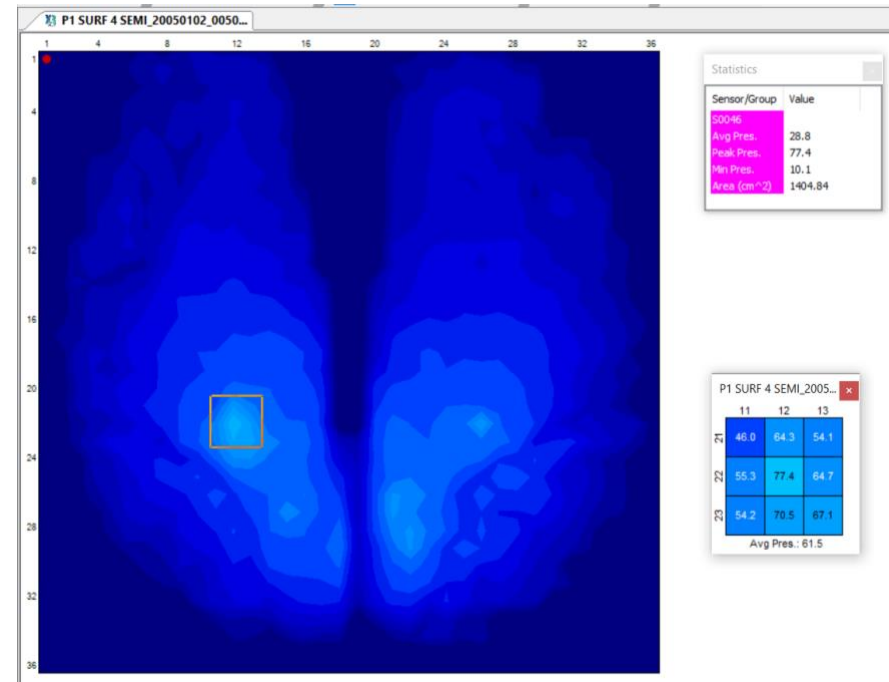 P1 SURF 4 SEMI_20050102_0050...
1 4 8 12 16 20 24 28 32 36
1
4
8
12
16
20
24
28
32
36
Statistics
Sensor/Group Value
S0046
Avg Pres. 28.8
Peak Pres. 77.4
Min Pres. 10.1
Area (cm^2) 1404.84
P1 SURF 4 SEMI_2005... ×
11 12 13
21 46.0 64.3 54.1
22 55.3 77.4 64.7
23 54.2 70.5 67.1
Avg Pres.: 61.5